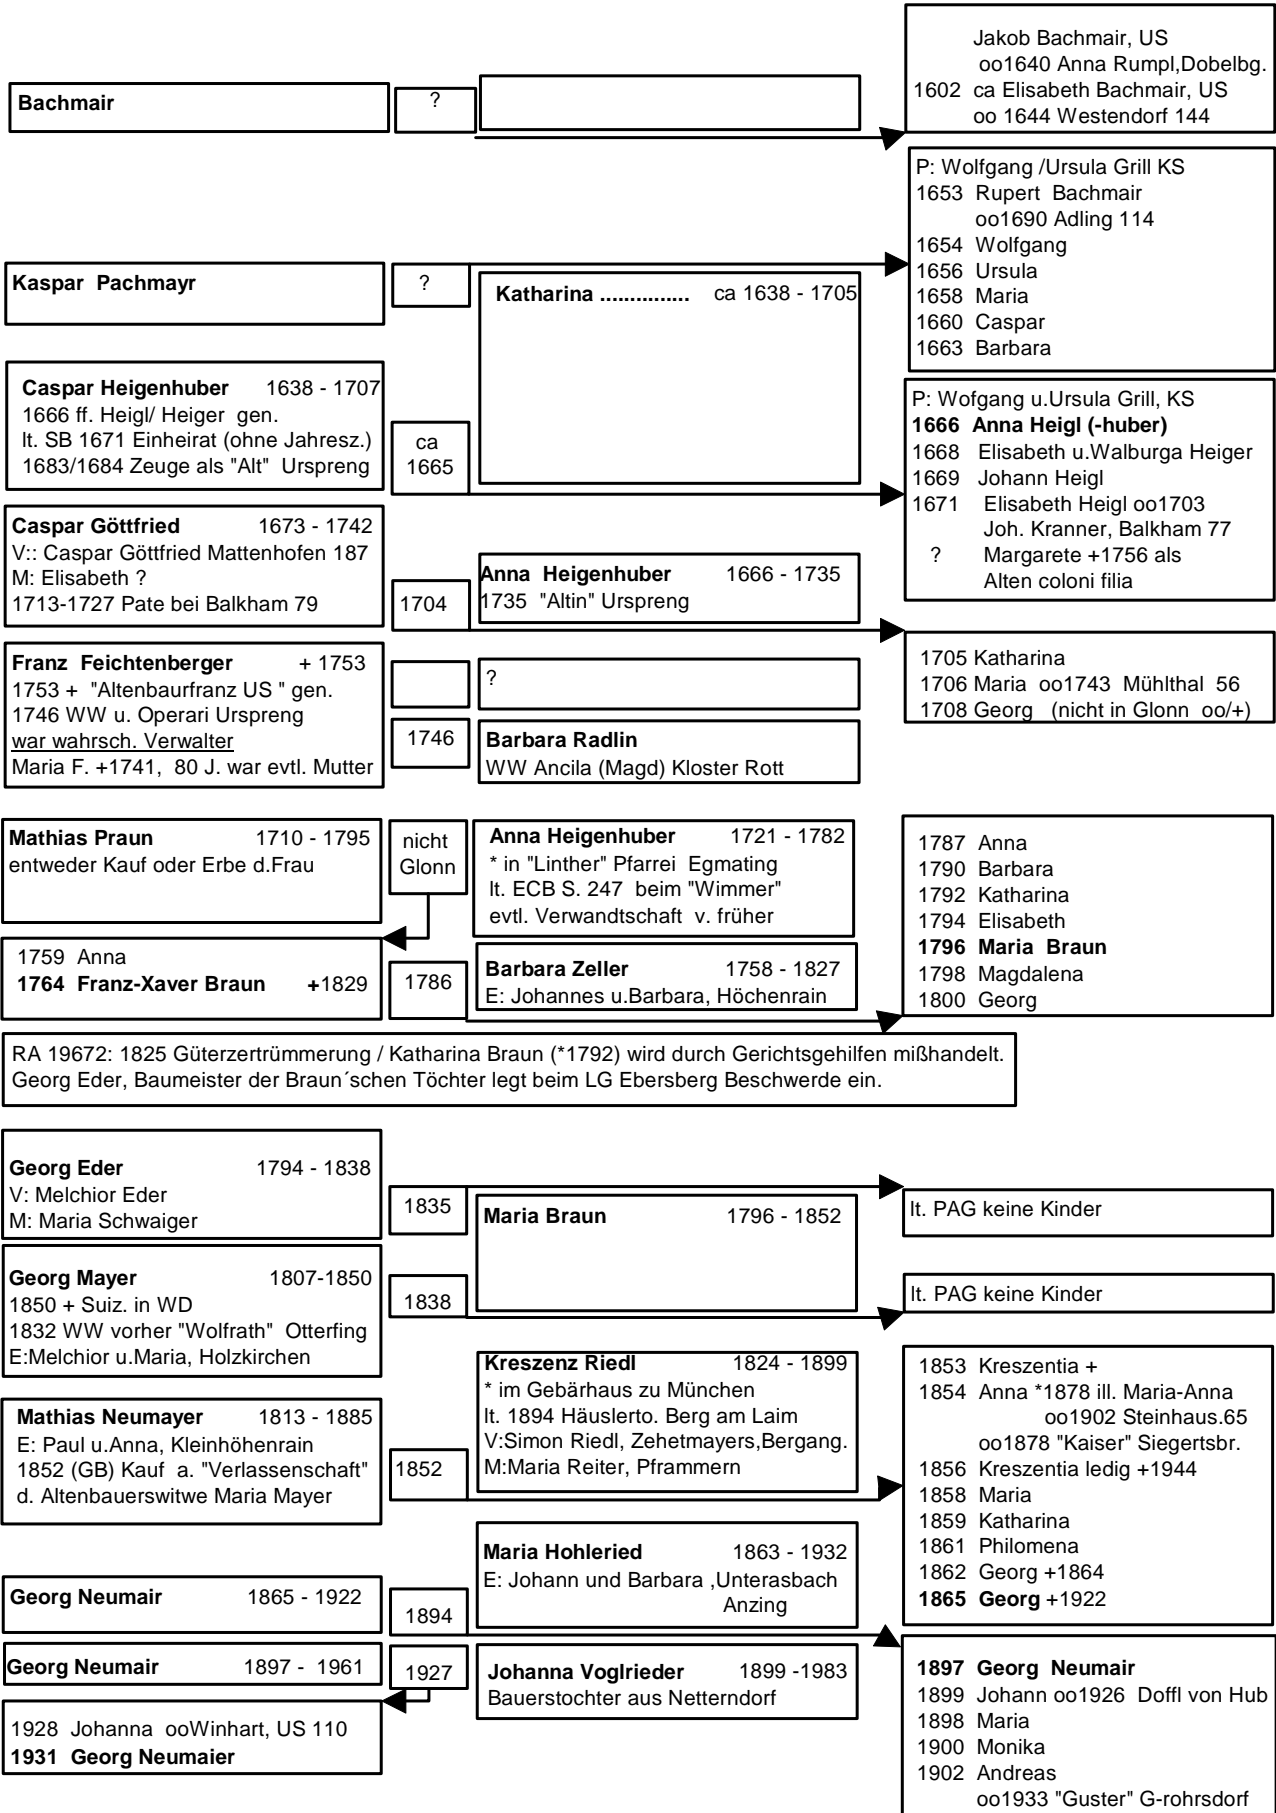 Bachmair
?
Jakob Bachmair, US
oo1640 Anna Rumpl,Dobelbg.
1602 ca Elisabeth Bachmair, US
oo 1644 Westendorf 144
Kaspar Pachmayr
?
Katharina ............... ca 1638 - 1705
P: Wolfgang /Ursula Grill KS
1653 Rupert Bachmair
oo1690 Adling 114
1654 Wolfgang
1656 Ursula
1658 Maria
1660 Caspar
1663 Barbara
Caspar Heigenhuber 1638 - 1707
1666 ff. Heigl/ Heiger gen.
lt. SB 1671 Einheirat (ohne Jahresz.)
1683/1684 Zeuge als "Alt" Urspreng
ca
1665
P: Wofgang u.Ursula Grill, KS
1666 Anna Heigl (-huber)
1668 Elisabeth u.Walburga Heiger
1669 Johann Heigl
1671 Elisabeth Heigl oo1703
Joh. Kranner, Balkham 77
? Margarete +1756 als
Alten coloni filia
Caspar Göttfried 1673 - 1742
V:: Caspar Göttfried Mattenhofen 187
M: Elisabeth ?
1713-1727 Pate bei Balkham 79
1704
Anna Heigenhuber 1666 - 1735
1735 "Altin" Urspreng
1705 Katharina
1706 Maria oo1743 Mühlthal 56
1708 Georg (nicht in Glonn oo/+)
Franz Feichtenberger + 1753
1753 + "Altenbaurfranz US " gen.
1746 WW u. Operari Urspreng
war wahrsch. Verwalter
Maria F. +1741, 80 J. war evtl. Mutter
?
1746
Barbara Radlin
WW Ancila (Magd) Kloster Rott
Mathias Praun 1710 - 1795
entweder Kauf oder Erbe d.Frau
nicht
Glonn
Anna Heigenhuber 1721 - 1782
* in "Linther" Pfarrei Egmating
lt. ECB S. 247 beim "Wimmer"
evtl. Verwandtschaft v. früher
1759 Anna
1764 Franz-Xaver Braun +1829
1786
Barbara Zeller 1758 - 1827
E: Johannes u.Barbara, Höchenrain
1787 Anna
1790 Barbara
1792 Katharina
1794 Elisabeth
1796 Maria Braun
1798 Magdalena
1800 Georg
RA 19672: 1825 Güterzertrümmerung / Katharina Braun (*1792) wird durch Gerichtsgehilfen mißhandelt.
Georg Eder, Baumeister der Braun´schen Töchter legt beim LG Ebersberg Beschwerde ein.
Georg Eder 1794 - 1838
V: Melchior Eder
M: Maria Schwaiger
1835
Maria Braun 1796 - 1852
lt. PAG keine Kinder
Georg Mayer 1807-1850
1850 + Suiz. in WD
1832 WW vorher "Wolfrath" Otterfing
E:Melchior u.Maria, Holzkirchen
1838
lt. PAG keine Kinder
Mathias Neumayer 1813 - 1885
E: Paul u.Anna, Kleinhöhenrain
1852 (GB) Kauf a. "Verlassenschaft"
d. Altenbauerswitwe Maria Mayer
1852
Kreszenz Riedl 1824 - 1899
* im Gebärhaus zu München
lt. 1894 Häuslerto. Berg am Laim
V:Simon Riedl, Zehetmayers,Bergang.
M:Maria Reiter, Pframmern
1853 Kreszentia +
1854 Anna *1878 ill. Maria-Anna
oo1902 Steinhaus.65
oo1878 "Kaiser" Siegertsbr.
1856 Kreszentia ledig +1944
1858 Maria
1859 Katharina
1861 Philomena
1862 Georg +1864
1865 Georg +1922
Georg Neumair 1865 - 1922
1894
Maria Hohleried 1863 - 1932
E: Johann und Barbara ,Unterasbach
Anzing
Georg Neumair 1897 - 1961
1927
Johanna Voglrieder 1899 -1983
Bauerstochter aus Netterndorf
1928 Johanna ooWinhart, US 110
1931 Georg Neumaier
1897 Georg Neumair
1899 Johann oo1926 Doffl von Hub
1898 Maria
1900 Monika
1902 Andreas
oo1933 "Guster" G-rohrsdorf